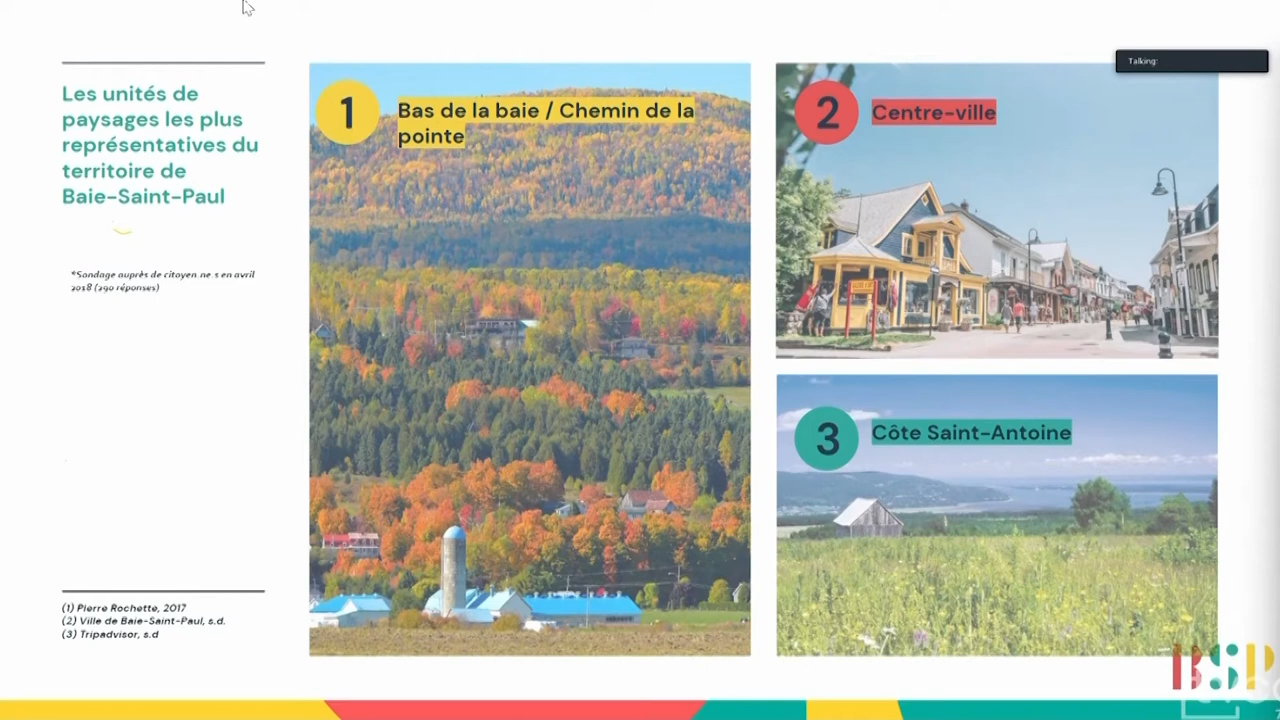 Les unités de
paysages les plus
représentatives du
territoire de
Baie-Saint-Paul
*Sondage auprès de citoyen.ne.s en avril
2018 (290 réponses)
(1) Pierre Rochette, 2017
(2) Ville de Baie-Saint-Paul, s.d.
(3) Tripadvisor, s.d
1
Bas de la baie / Chemin de la
pointe
2
Centre-ville
3
Côte Saint-Antoine
Talking:
BSP